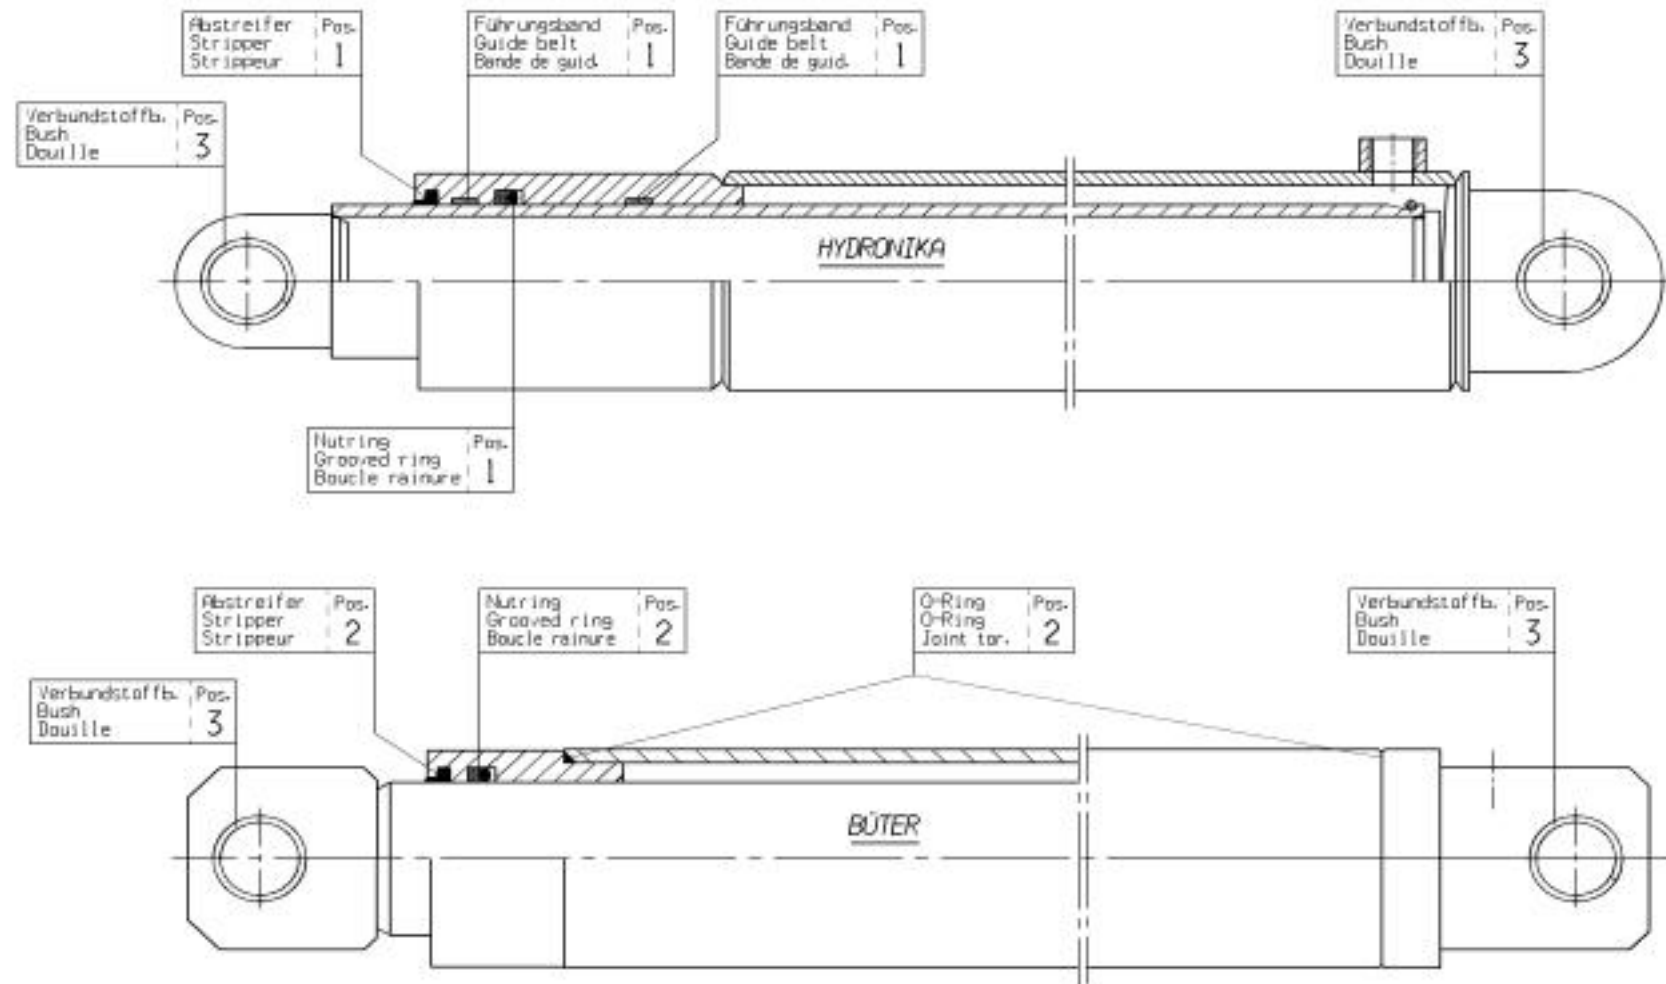 Abstreifer Pos.
Stripper 1
Strippeur
Führungsband Pos.
Guide belt 1
Bande de guid.
Führungsband Pos.
Guide belt 1
Bande de guid.
Verbundstoffb. Pos.
Bush 3
Douille
Verbundstoffb. Pos.
Bush 3
Douille
HYDRONIKA
Nutring Pos.
Grooved ring 1
Boucle rainure
Abstreifer Pos.
Stripper 2
Strippeur
Nutring Pos.
Grooved ring 2
Boucle rainure
O-Ring Pos.
O-Ring 2
Joint tor.
Verbundstoffb. Pos.
Bush 3
Douille
Verbundstoffb. Pos.
Bush 3
Douille
BÜTER